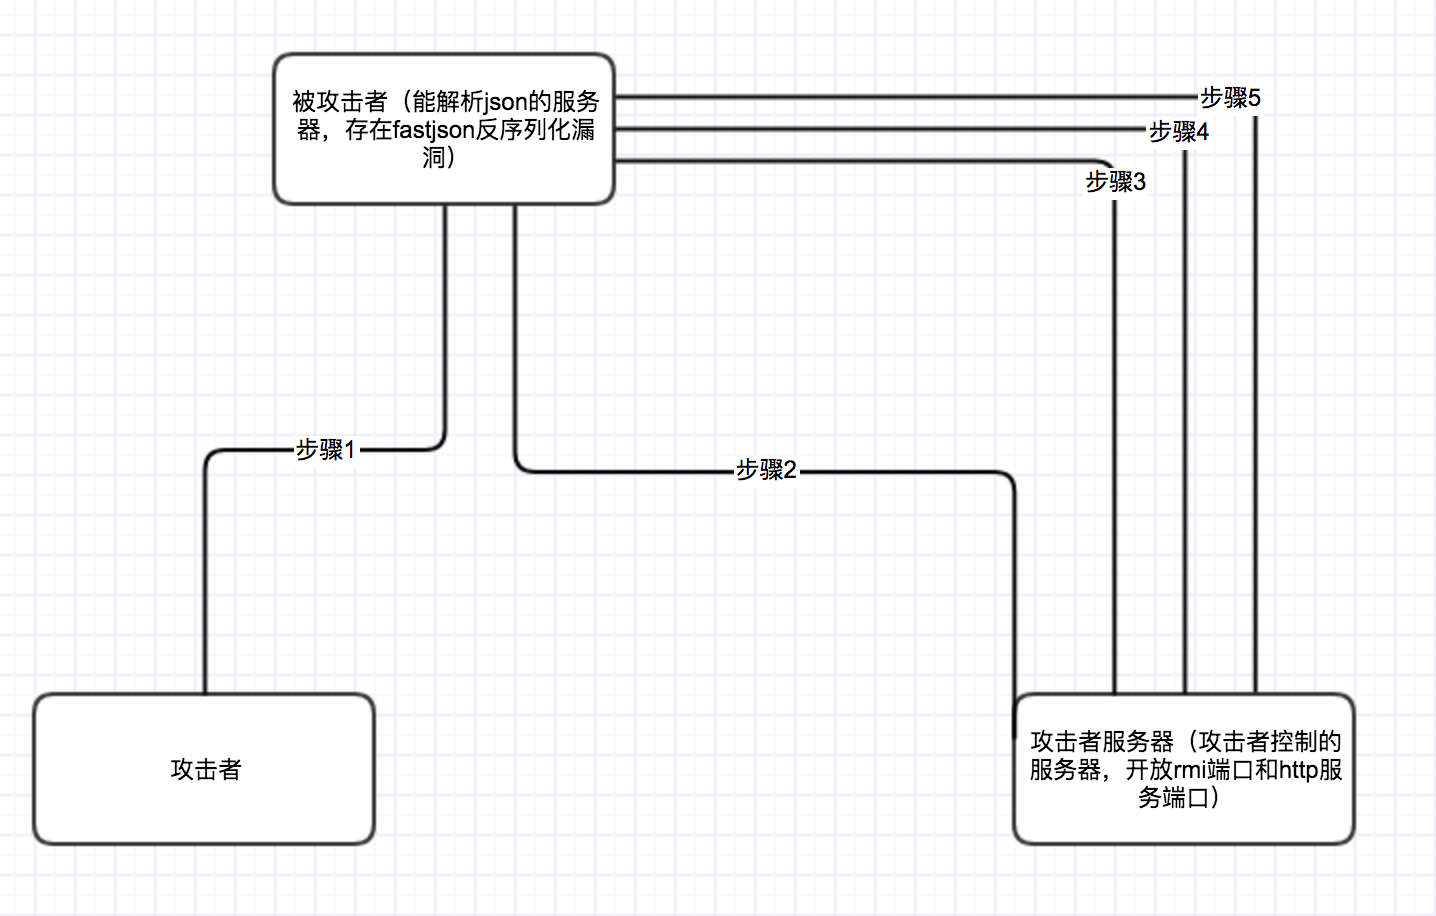 被攻击者（能解析json的服务
器，存在fastjson反序列化漏
洞）
步骤5
步骤4
步骤3
步骤1
步骤2
攻击者
攻击者服务器（攻击者控制的
服务器，开放rmi端口和http服
务端口）